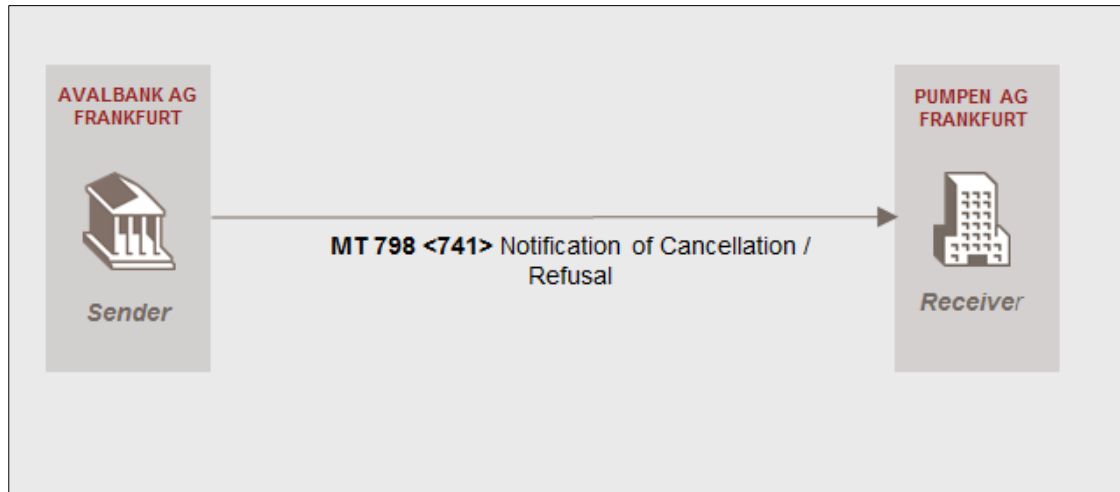 AVALBANK AG
FRANKFURT
PUMPEN AG
FRANKFURT
MT 798 <741> Notification of Cancellation /
Refusal
Sender
Receiver